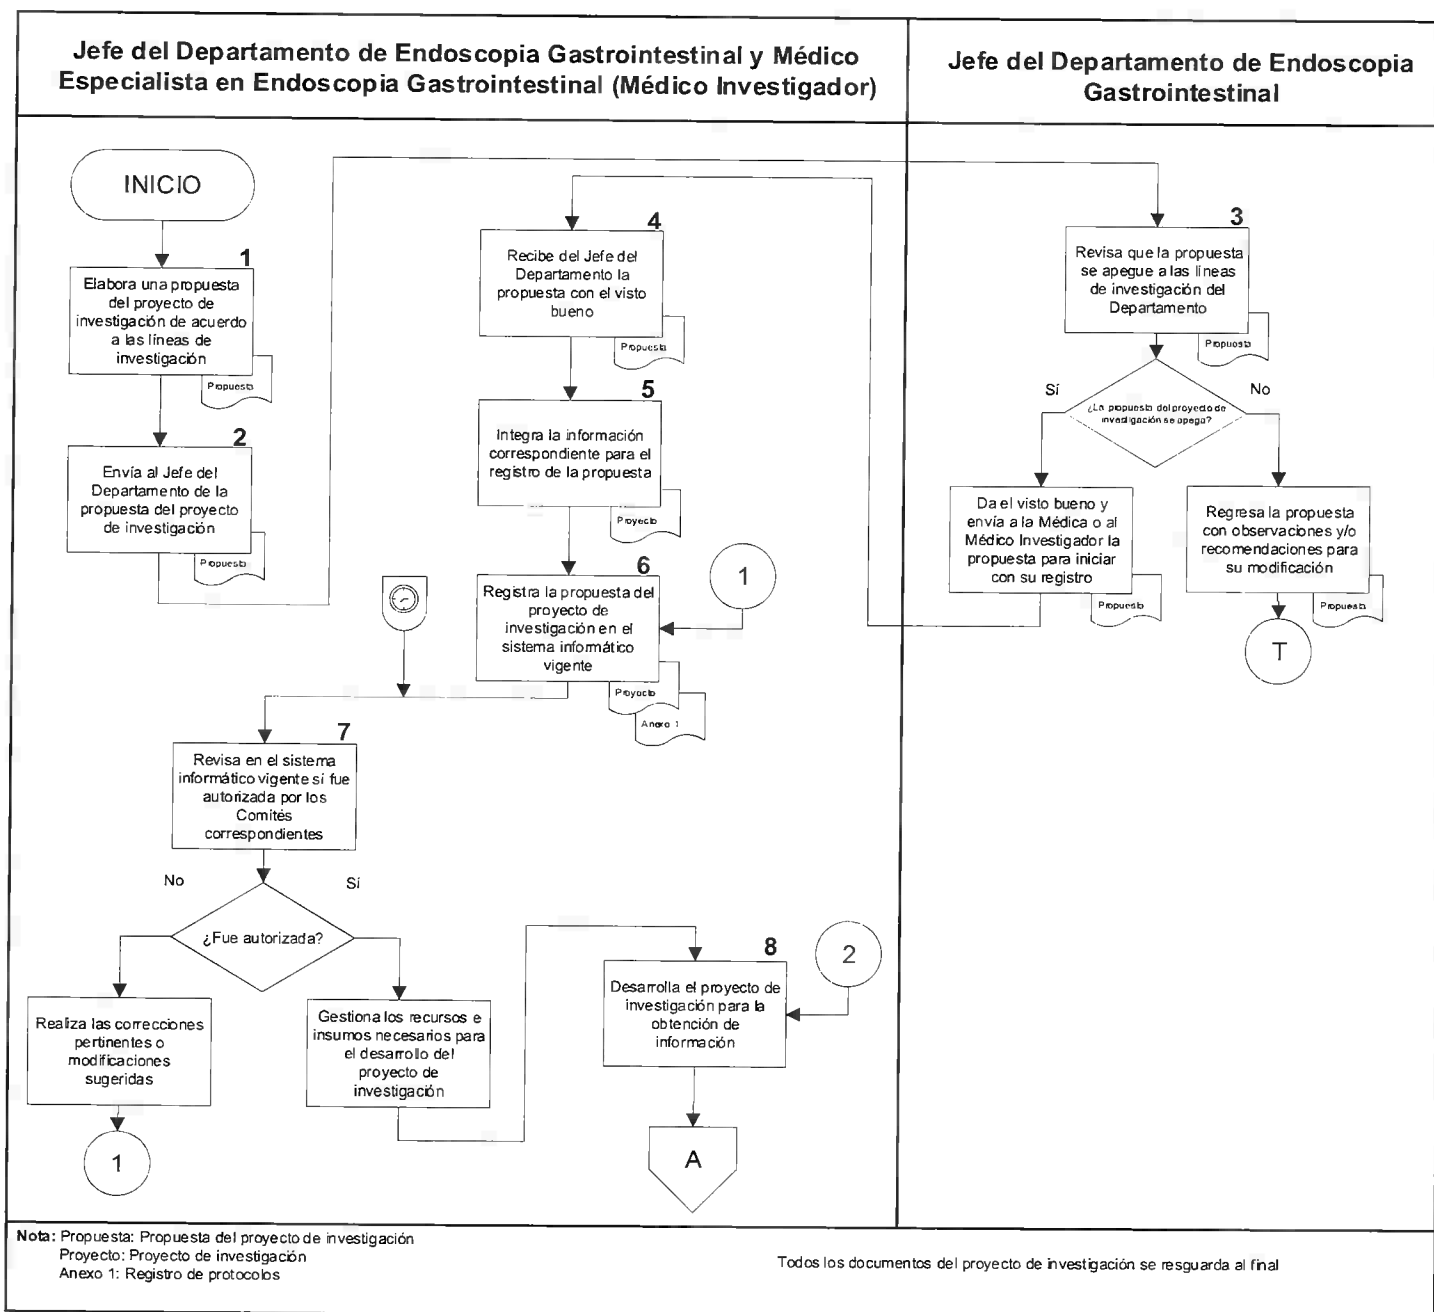 Jefe del Departamento de Endoscopia Gastrointestinal y Médico
Especialista en Endoscopia Gastrointestinal (Médico Investigador)
Jefe del Departamento de Endoscopia
Gastrointestinal
INICIO
1
Elabora una propuesta
del proyecto de
investigación de acuerdo
a las líneas de
investigación
Propuesta
2
Envía al Jefe del
Departamento de la
propuesta del proyecto
de investigación
Propuesta
3
Revisa que la propuesta
se apegue a las líneas
de investigación del
Departamento
Propuesta
¿La propuesta del proyecto de
investigación se apega?
Sí
No
Da el visto bueno y
envía a la Médica o al
Médico Investigador la
propuesta para iniciar
con su registro
Propuesta
Regresa la propuesta
con observaciones y/o
recomendaciones para
su modificación
Propuesta
T
4
Recibe del Jefe del
Departamento la
propuesta con el visto
bueno
Propuesta
5
Integra la información
correspondiente para el
registro de la propuesta
Proyecto
6
Registra la propuesta del
proyecto de
investigación en el
sistema informático
vigente
Proyecto
Anexo 1
1
7
Revisa en el sistema
informático vigente si fue
autorizada por los
Comités
correspondientes
No
Sí
¿Fue autorizada?
Realiza las correcciones
pertinentes o
modificaciones
sugeridas
1
Gestiona los recursos e
insumos necesarios para
el desarrollo del
proyecto de
investigación
8
Desarrolla el proyecto de
investigación para la
obtención de
información
2
A
Nota: Propuesta: Propuesta del proyecto de investigación
Proyecto: Proyecto de investigación
Anexo 1: Registro de protocolos
Todos los documentos del proyecto de investigación se resguarda al final